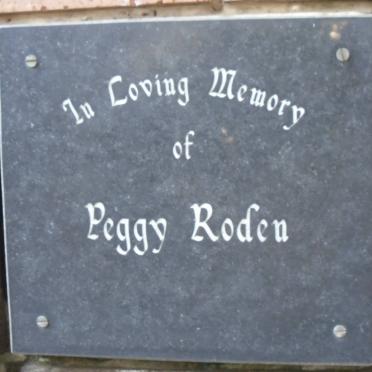 In Loving Memory
of
Peggy Roden